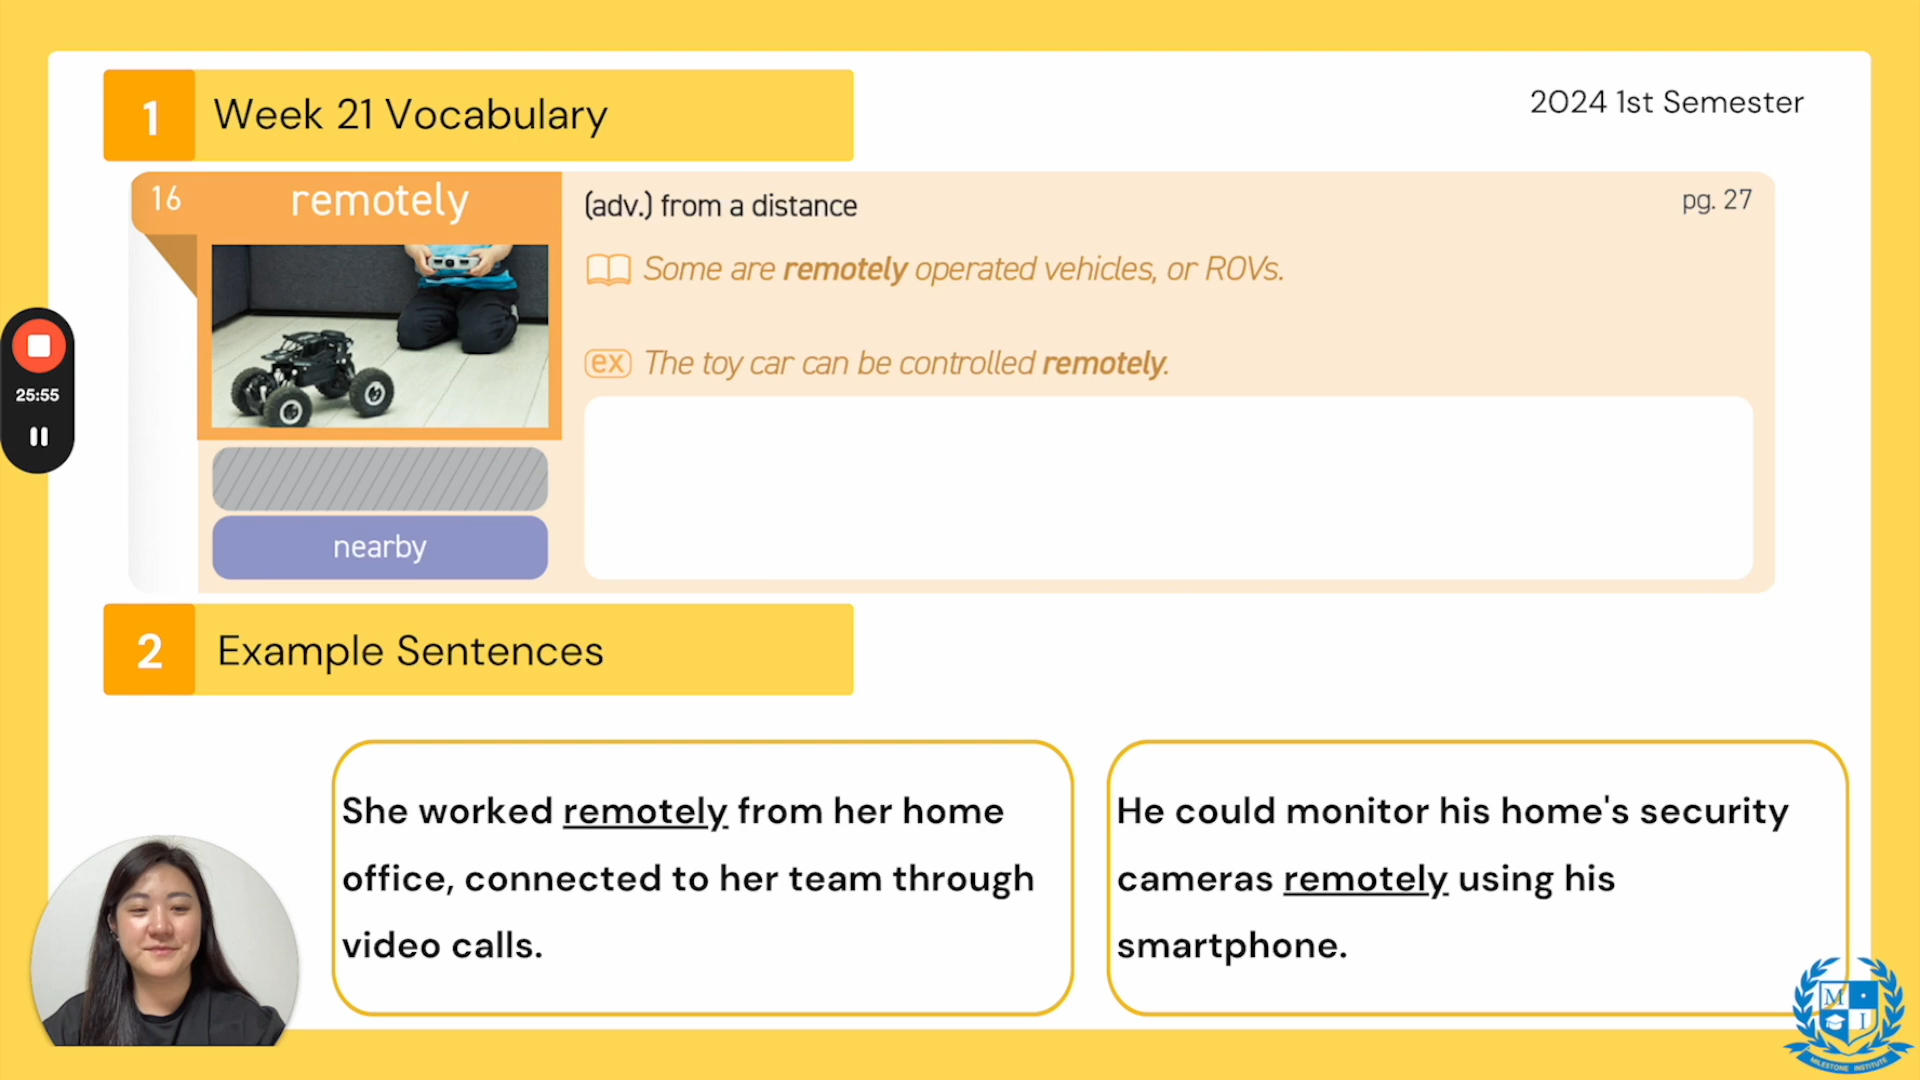 1 Week 21 Vocabulary
2024 1st Semester
16 remotely
(adv.) from a distance
pg. 27
Some are remotely operated vehicles, or ROVs.
ex The toy car can be controlled remotely.
25:55
nearby
2 Example Sentences
She worked remotely from her home
office, connected to her team through
video calls.
He could monitor his home's security
cameras remotely using his
smartphone.
M
I
MILESTONE INSTITUTE